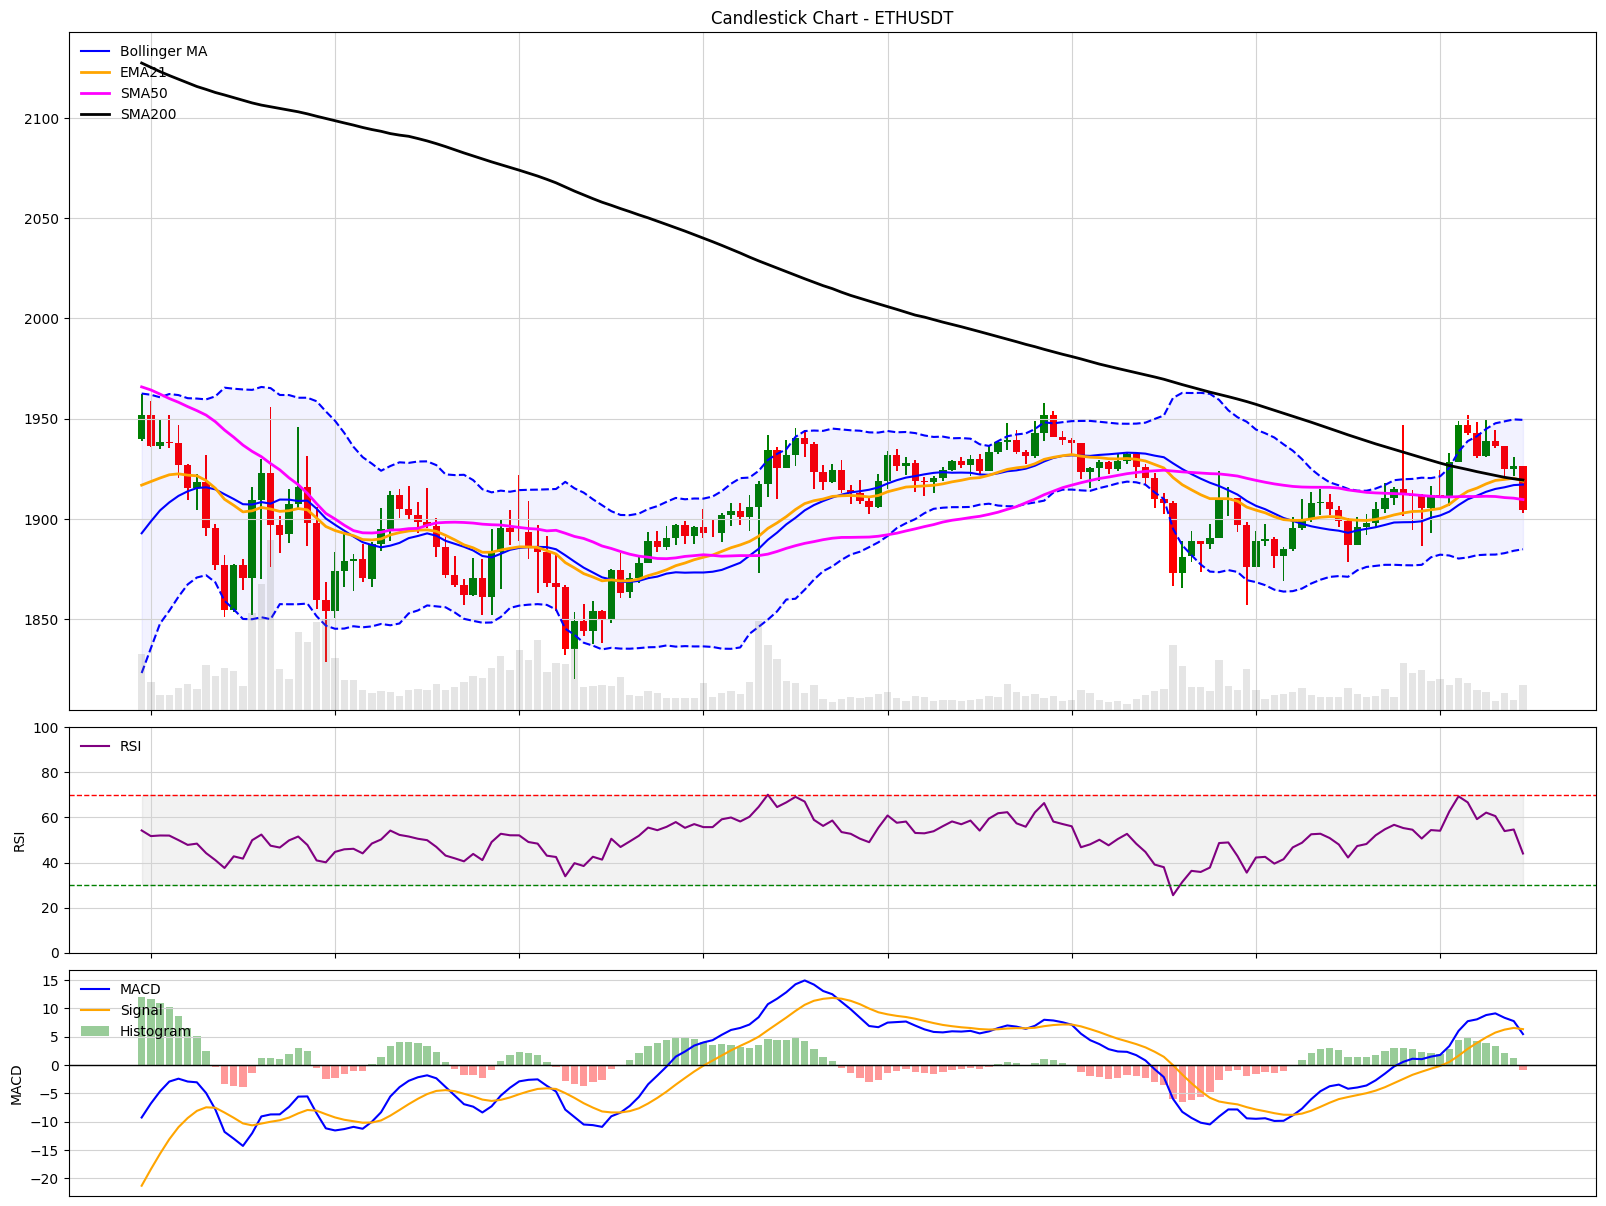 Candlestick Chart - ETHUSDT
Bollinger MA
EMA21
SMA50
SMA200
2100
2050
2000
1950
1900
1850
RSI
100
80
60
40
20
0
RSI
MACD
Signal
Histogram
15
10
5
0
−5
−10
−15
−20
MACD